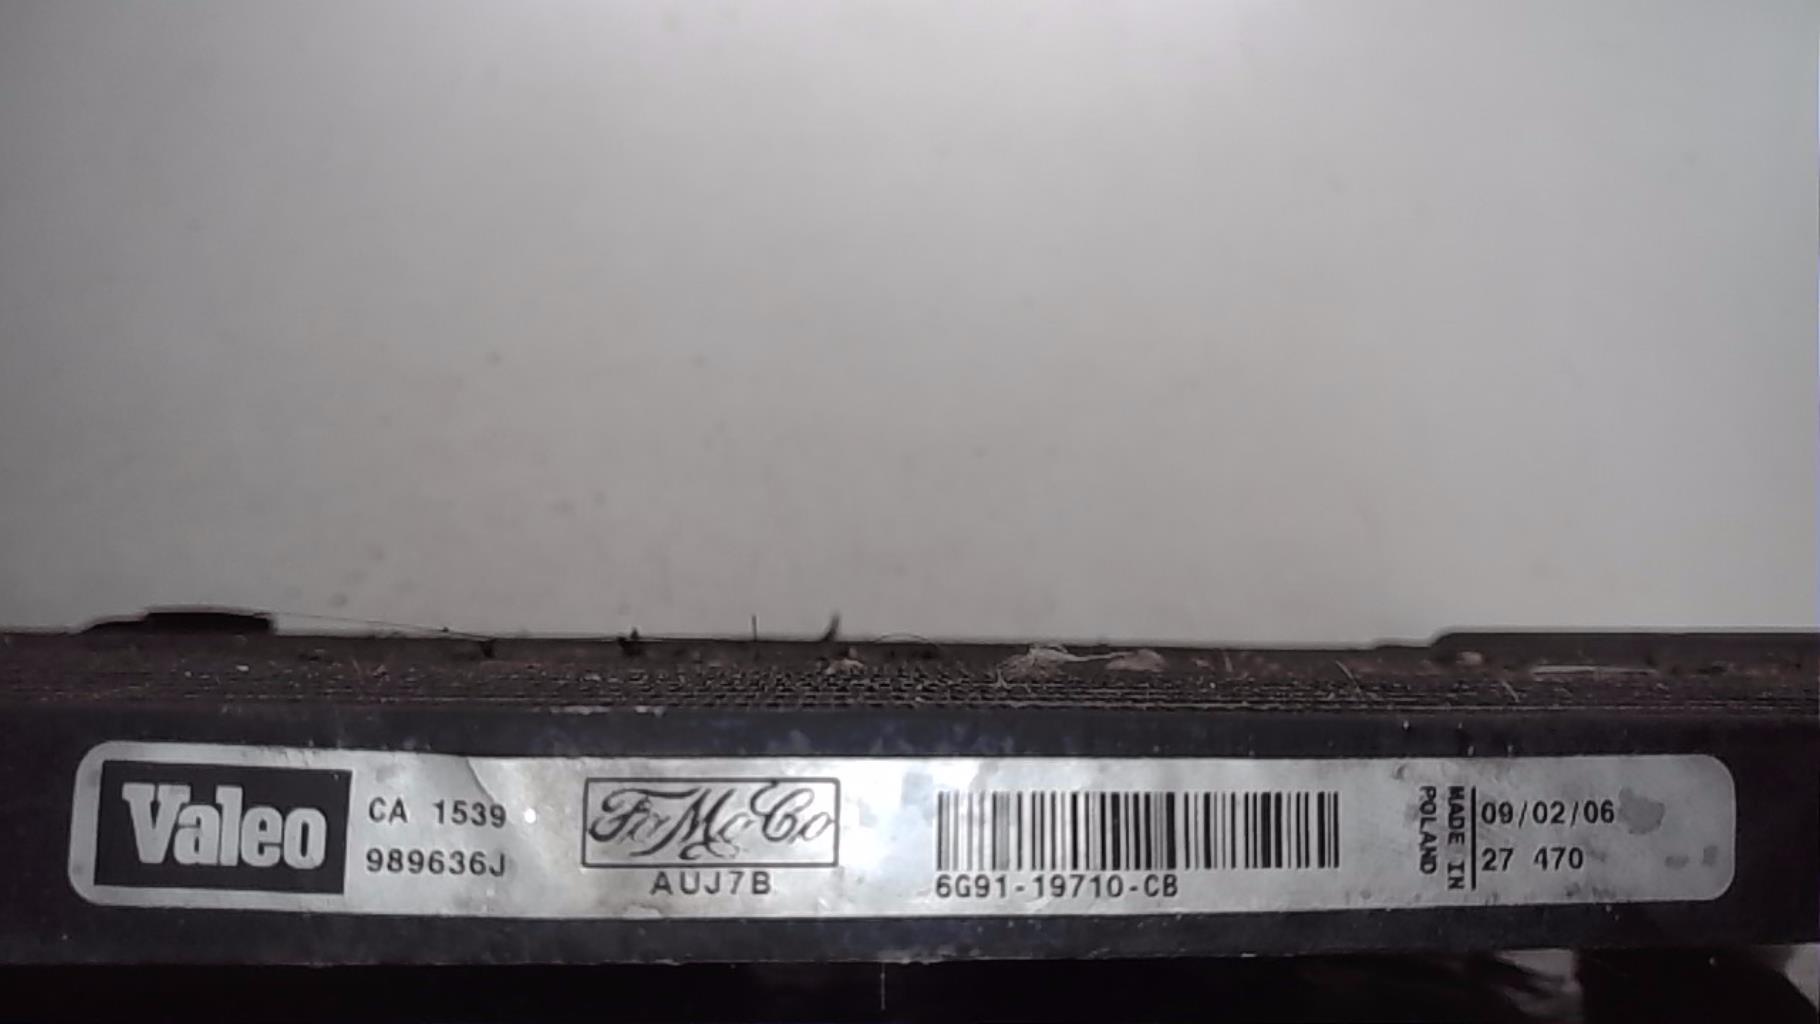 Valeo
CA 1539
989636J
FoMoCo
AUJ7B
6G91-19710-CB
MADE IN
POLAND
09/02/06
27 470